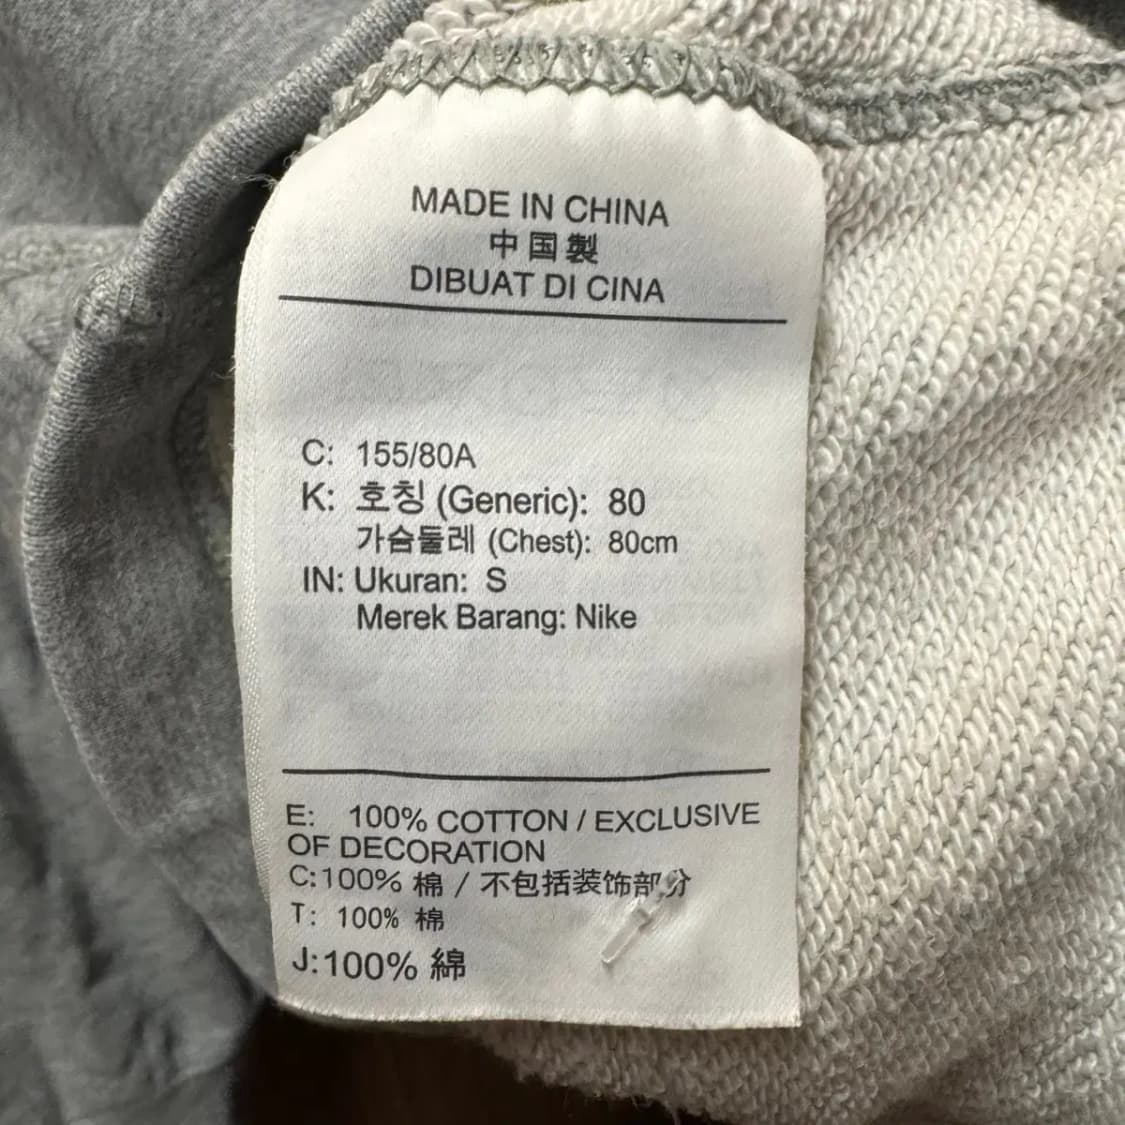 MADE IN CHINA
中国製
DIBUAT DI CINA
C: 155/80A
K: 호칭 (Generic): 80
가슴둘레 (Chest): 80cm
IN: Ukuran: S
Merek Barang: Nike
E: 100% COTTON / EXCLUSIVE
OF DECORATION
C:100% 棉 / 不包括装饰部分
T: 100% 棉
J:100% 綿